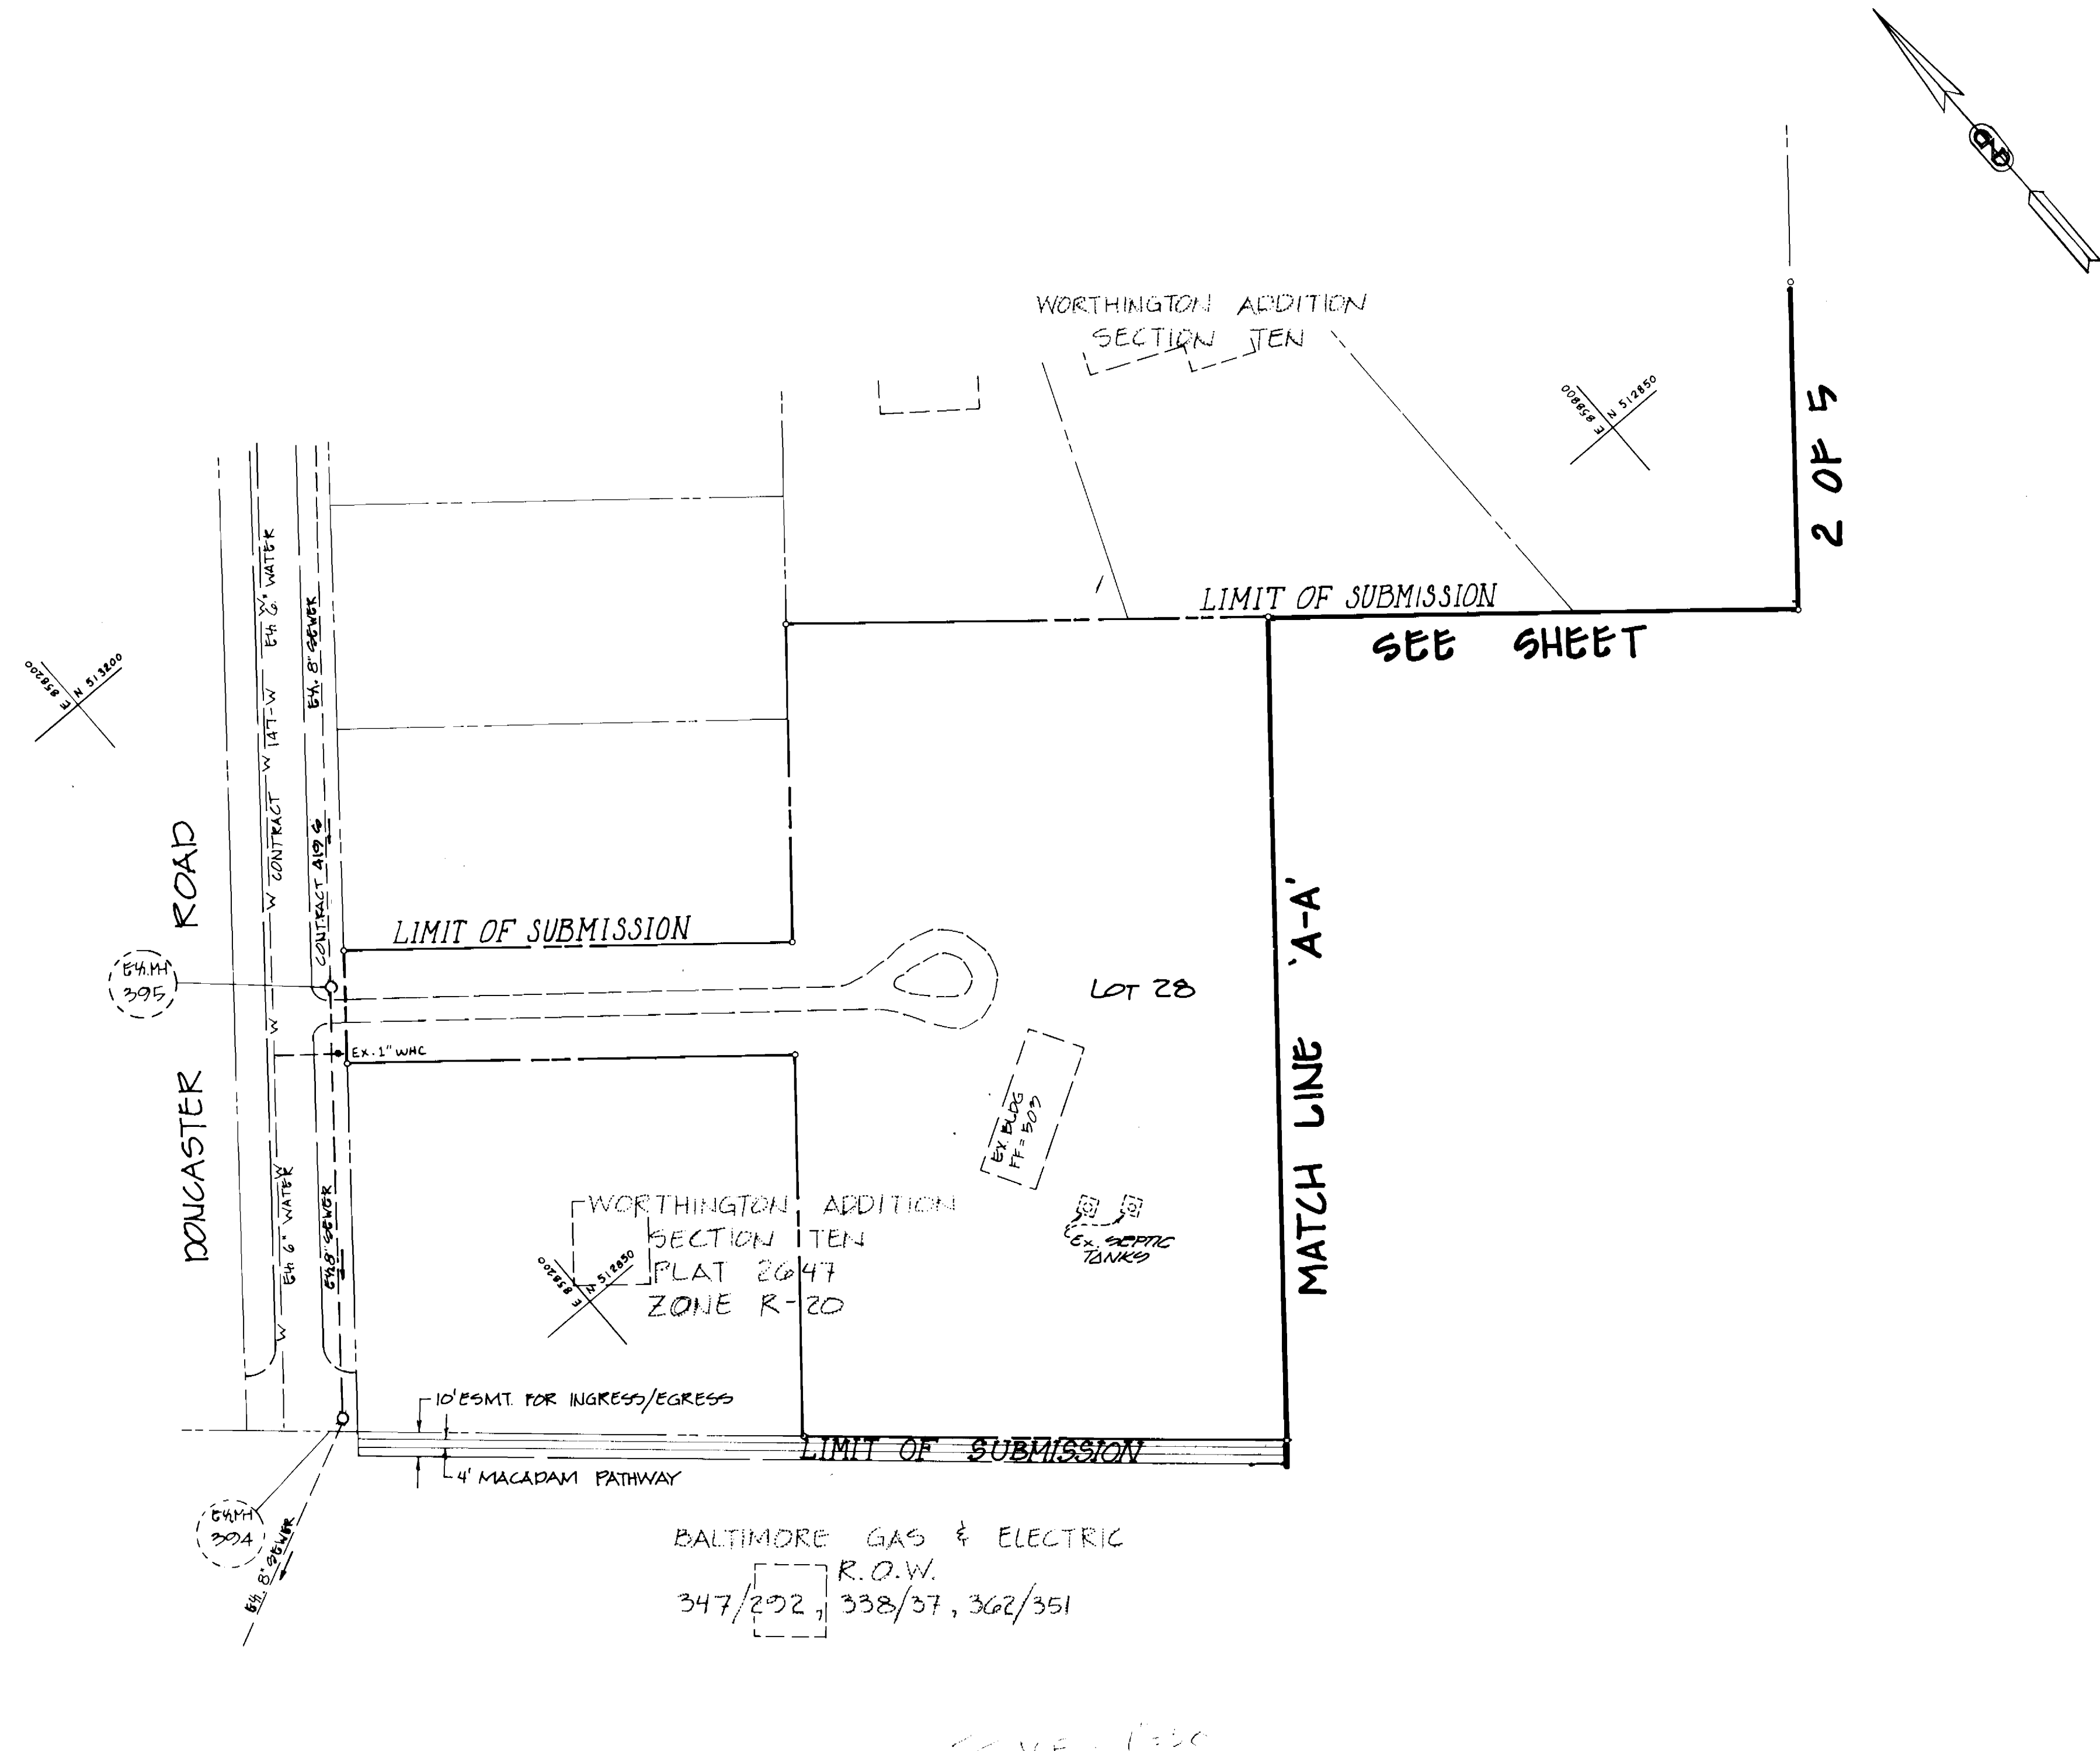 WORTHINGTON ADDITION
SECTION TEN
N 512850
E 858800
2 OF 5
LIMIT OF SUBMISSION
SEE SHEET
EX. 6" WATER
W
EX. 8" SEWER
N 513200
E 858200
CONTRACT 147-W
W
W
W
CONTRACT 419 S
ROAD
LIMIT OF SUBMISSION
EX. MH
395
LOT 28
MATCH LINE 'A-A'
W
EX. 1" WHC
DONCASTER
EX. BLDG
FF = 503
W
EX. 6" WATER
EX. 8" SEWER
WORTHINGTON ADDITION
SECTION TEN
PLAT 2647
ZONE R-20
EX. SEPTIC
TANKS
N 512850
E 858200
W
10' ESMT. FOR INGRESS/EGRESS
LIMIT OF SUBMISSION
4' MACADAM PATHWAY
EX. MH
394
EX. 8" SEWER
BALTIMORE GAS & ELECTRIC
R.O.W.
347/292, 338/37, 362/351